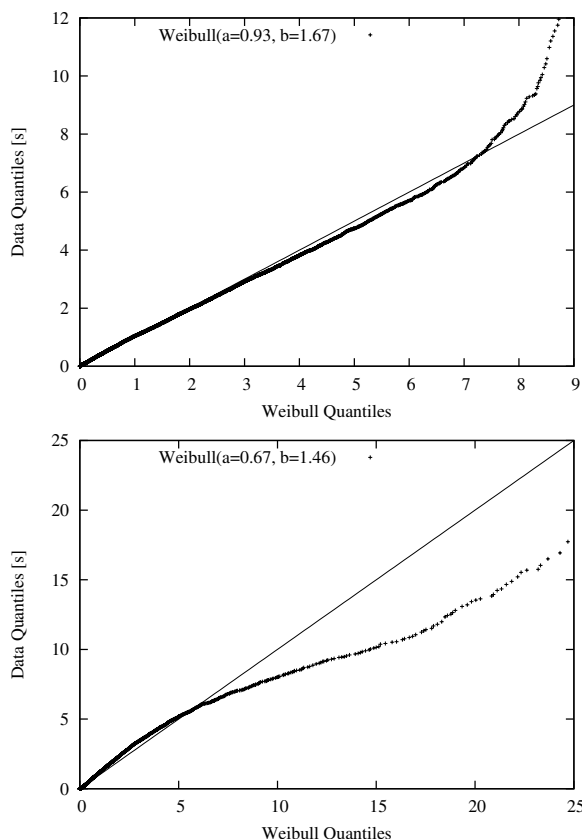 12
Weibull(a=0.93, b=1.67)
10
8
6
4
2
0
Data Quantiles [s]
0 1 2 3 4 5 6 7 8 9
Weibull Quantiles
25
Weibull(a=0.67, b=1.46)
20
15
10
5
0
Data Quantiles [s]
0 5 10 15 20 25
Weibull Quantiles